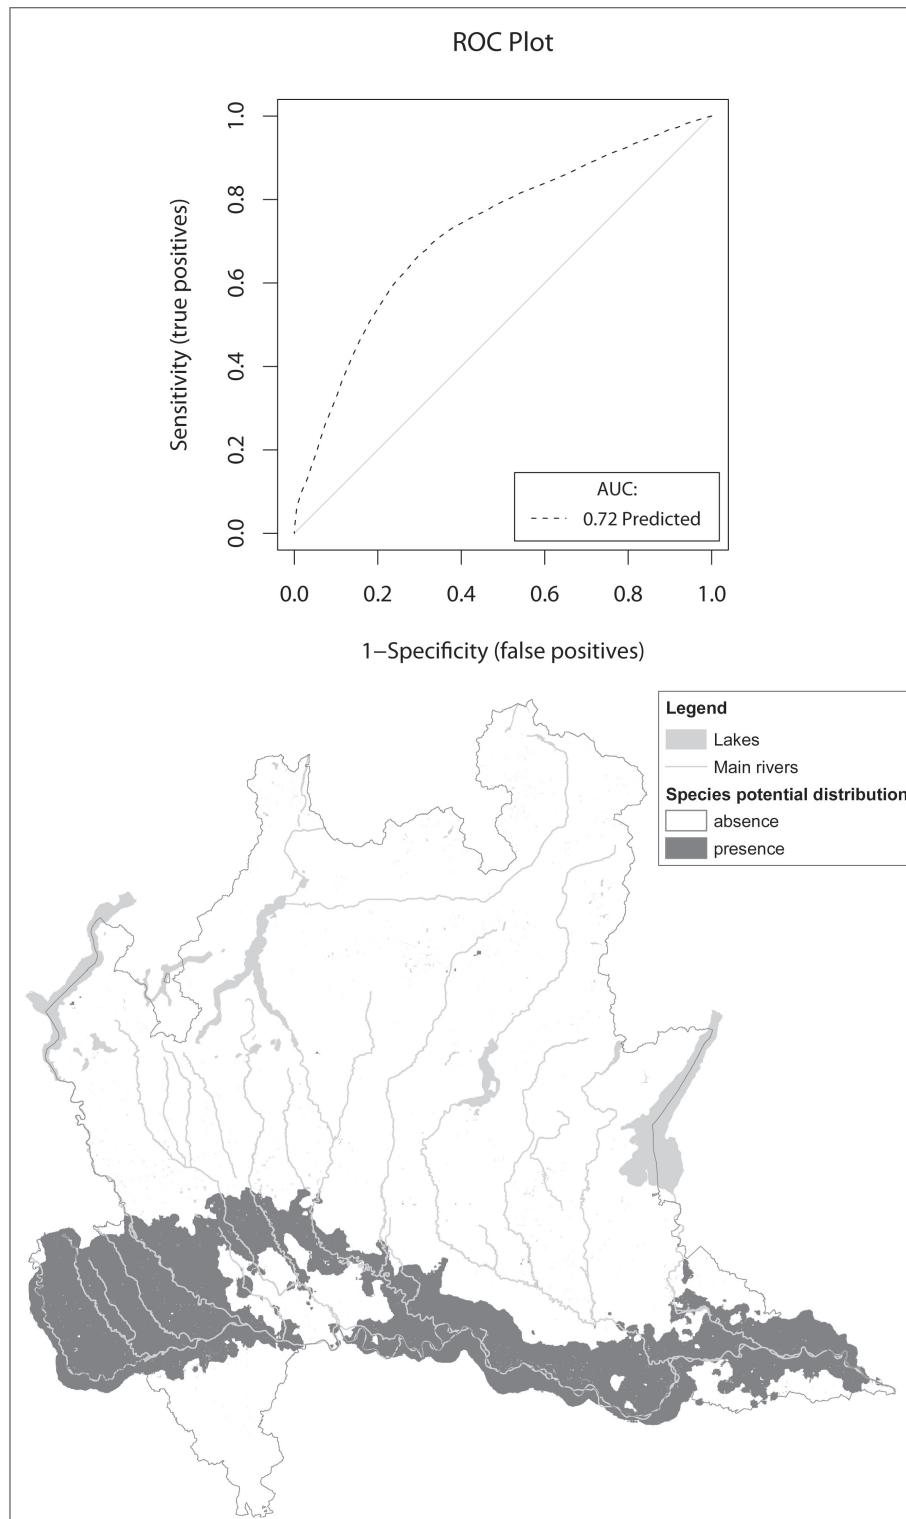 ROC Plot
Sensitivity (true positives)
1.0
0.8
0.6
0.4
0.2
0.0
AUC:
0.72 Predicted
0.0 0.2 0.4 0.6 0.8 1.0
1−Specificity (false positives)
Legend
Lakes
Main rivers
Species potential distribution
absence
presence